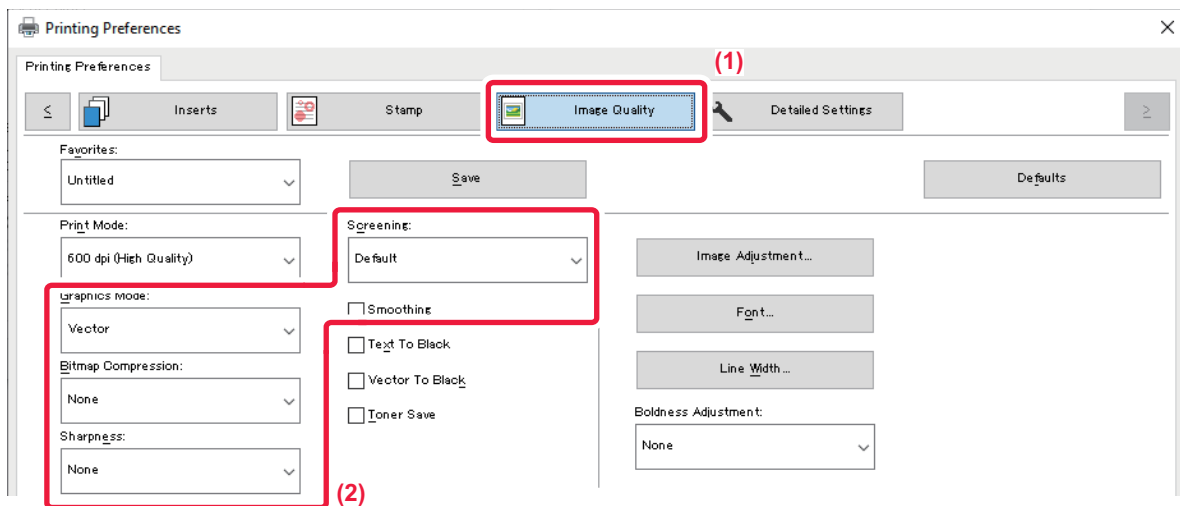 Printing Preferences
Printing Preferences
(1)
≤ Inserts Stamp Image Quality Detailed Settings ≥
Favorites:
Untitled Save Defaults
Print Mode: Screening:
600 dpi (High Quality) Default Image Adjustment...
Graphics Mode:
Smoothing Font...
Vector
Text To Black
Bitmap Compression: Line Width...
Vector To Black
None
Toner Save Boldness Adjustment:
Sharpness:
None None
(2)